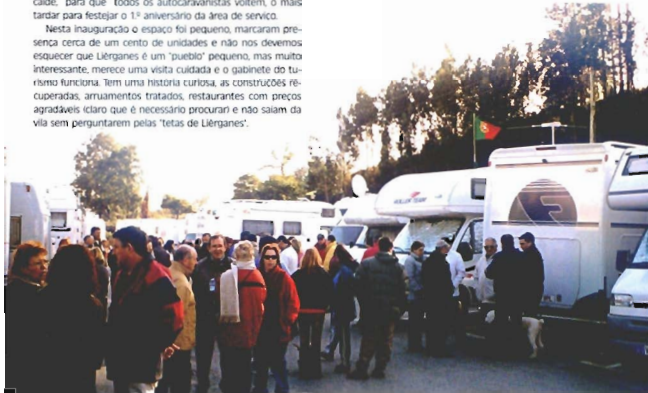 caide, para que todos os autocaravanistas voltem, o mais
tardar para festejar o 1º aniversário da área de serviço.
Nesta inauguração o espaço foi pequeno, marcaram pre-
sença cerca de um cento de unidades e não nos devemos
esquecer que Liérganes é um "pueblo" pequeno, mas muito
interessante, merece uma visita cuidada e o gabinete do tu-
rismo funciona. Tem uma história curiosa, as construções re-
cuperadas, arruamentos tratados, restaurantes com preços
agradáveis (claro que é necessário procurar) e não saiam da
vila sem perguntarem pelas "tetas de Liérganes".
ROLLER TEAM